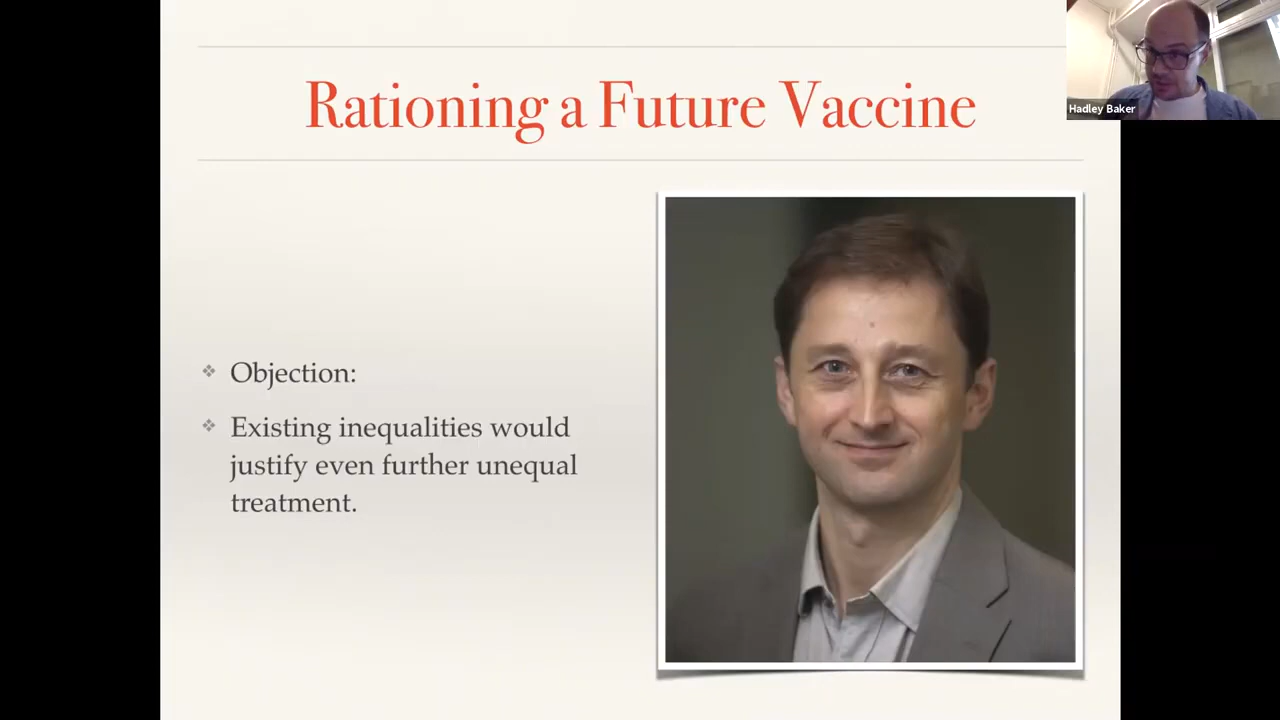 Rationing a Future Vaccine
Hadley Baker
Objection:
Existing inequalities would
justify even further unequal
treatment.